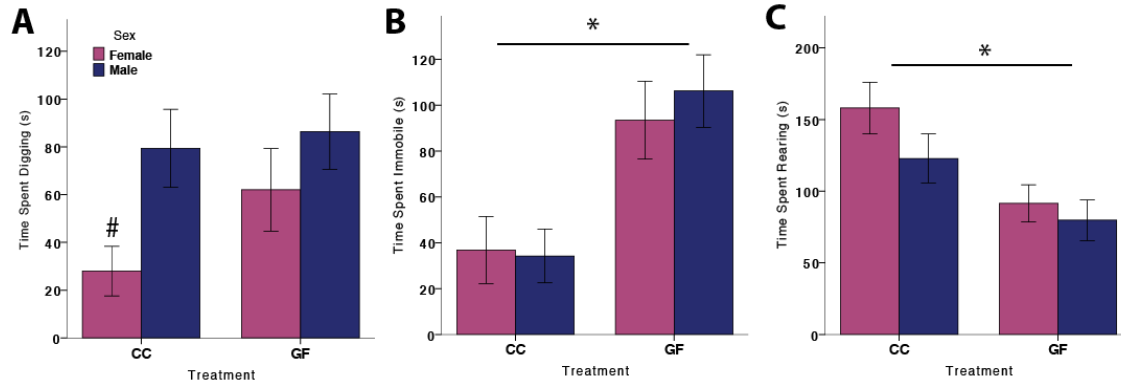 A
Sex
Female
Male
Time Spent Digging (s)
120
100
80
60
40
20
0
#
CC GF
Treatment
B
*
Time Spent Immobile (s)
120
100
80
60
40
20
0
CC GF
Treatment
C
*
Time Spent Rearing (s)
200
150
100
50
0
CC GF
Treatment